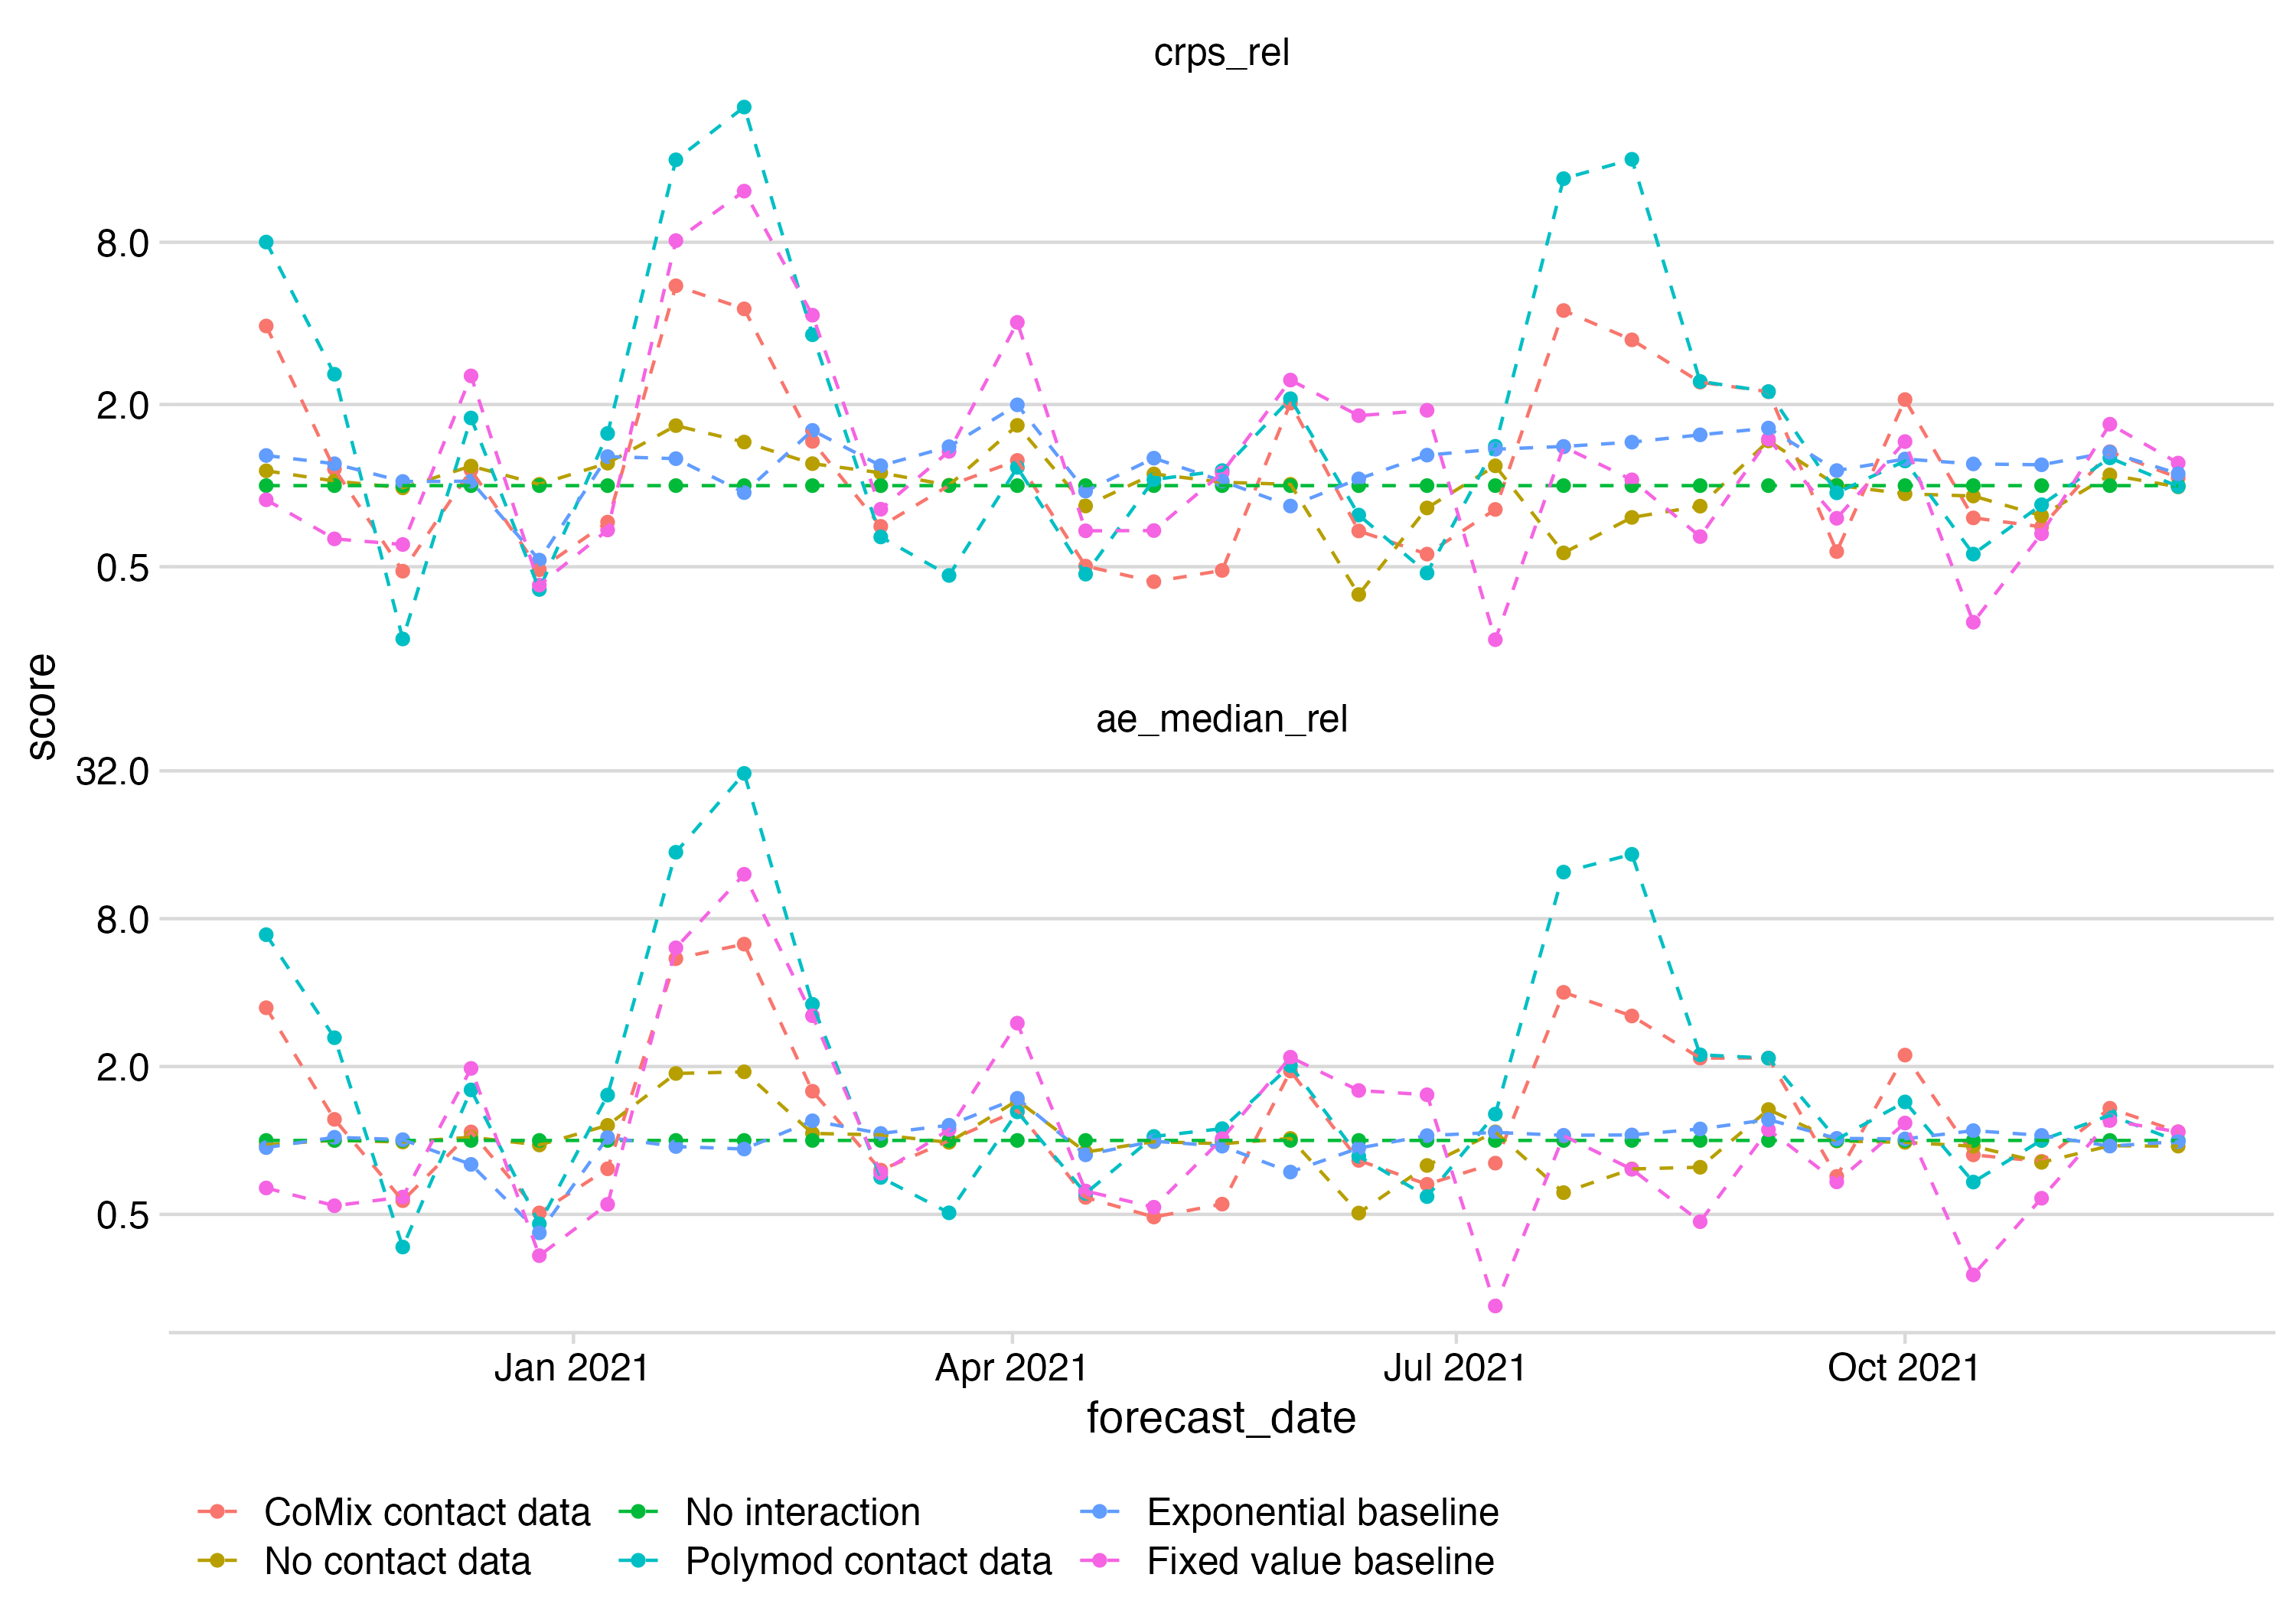 crps_rel
8.0
2.0
0.5
score
ae_median_rel
32.0
8.0
2.0
0.5
Jan 2021 Apr 2021 Jul 2021 Oct 2021
forecast_date
CoMix contact data No interaction Exponential baseline
No contact data Polymod contact data Fixed value baseline